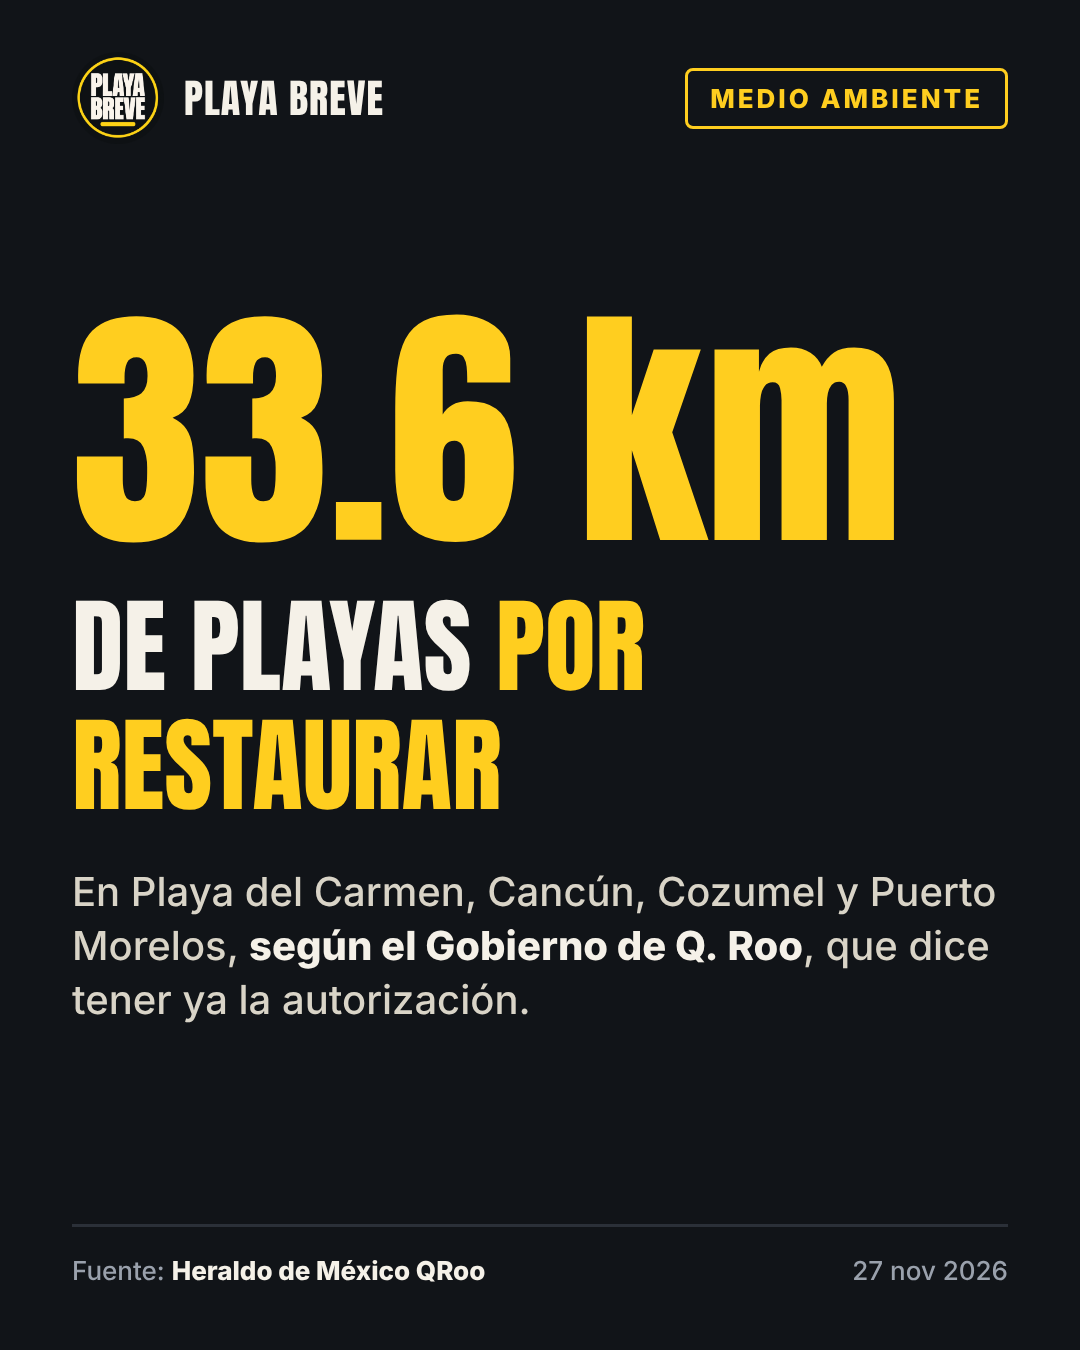 PLAYA
BREVE
PLAYA BREVE
MEDIO AMBIENTE
33.6 km
DE PLAYAS POR
RESTAURAR
En Playa del Carmen, Cancún, Cozumel y Puerto
Morelos, según el Gobierno de Q. Roo, que dice
tener ya la autorización.
Fuente: Heraldo de México QRoo
27 nov 2026